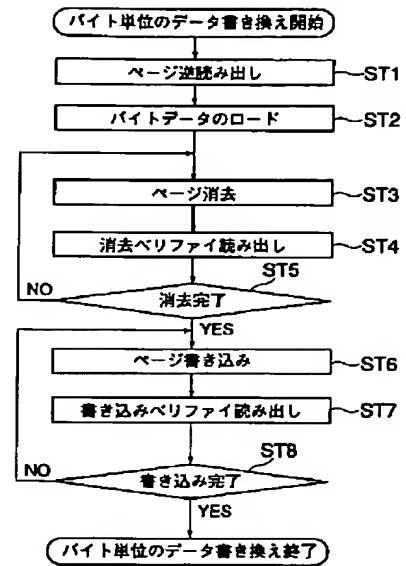 バイト単位のデータ書き換え開始
ページ逆読み出し ST1
バイトデータのロード ST2
ページ消去 ST3
消去ベリファイ読み出し ST4
ST5
NO
消去完了
YES
ページ書き込み ST6
書き込みベリファイ読み出し ST7
ST8
NO
書き込み完了
YES
バイト単位のデータ書き換え終了